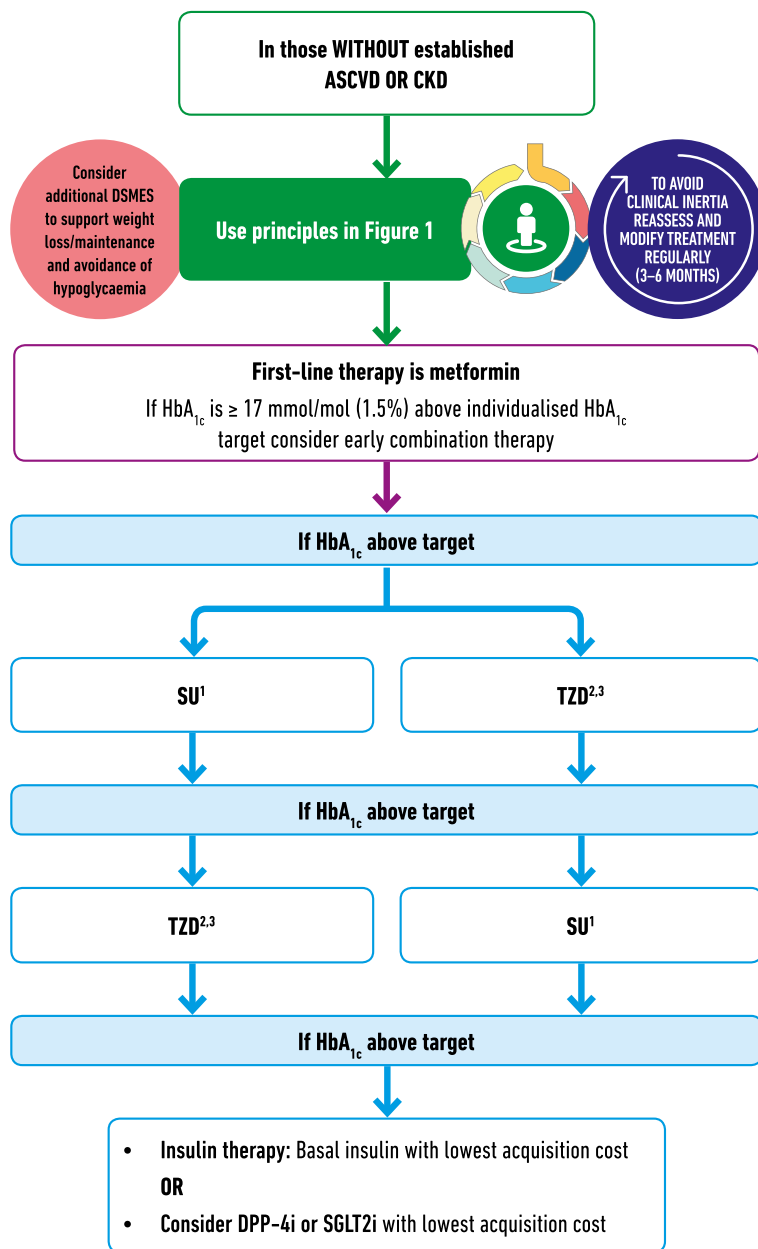 In those WITHOUT established
ASCVD OR CKD
Consider
additional DSMES
to support weight
loss/maintenance
and avoidance of
hypoglycaemia
Use principles in Figure 1
TO AVOID
CLINICAL INERTIA
REASSESS AND
MODIFY TREATMENT
REGULARLY
(3–6 MONTHS)
First-line therapy is metformin
If HbA1c is ≥ 17 mmol/mol (1.5%) above individualised HbA1c
target consider early combination therapy
If HbA1c above target
SU1
TZD2,3
If HbA1c above target
TZD2,3
SU1
If HbA1c above target
• Insulin therapy: Basal insulin with lowest acquisition cost
OR
• Consider DPP-4i or SGLT2i with lowest acquisition cost